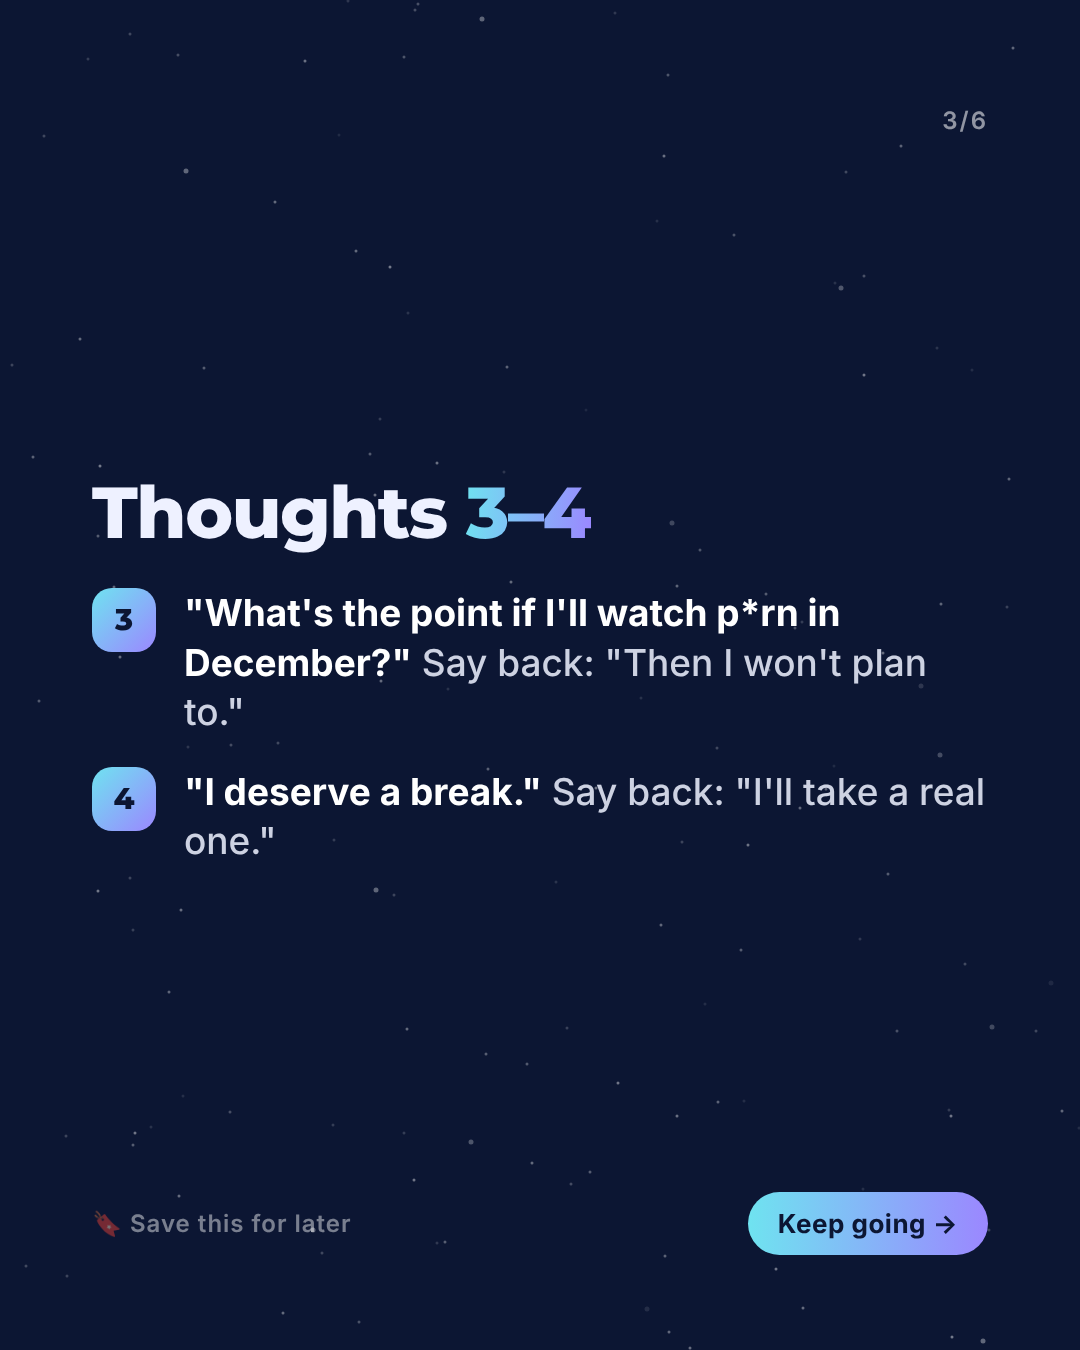 3/6
Thoughts 3–4
3
"What's the point if I'll watch p*rn in
December?" Say back: "Then I won't plan
to."
4
"I deserve a break." Say back: "I'll take a real
one."
🔖 Save this for later
Keep going →